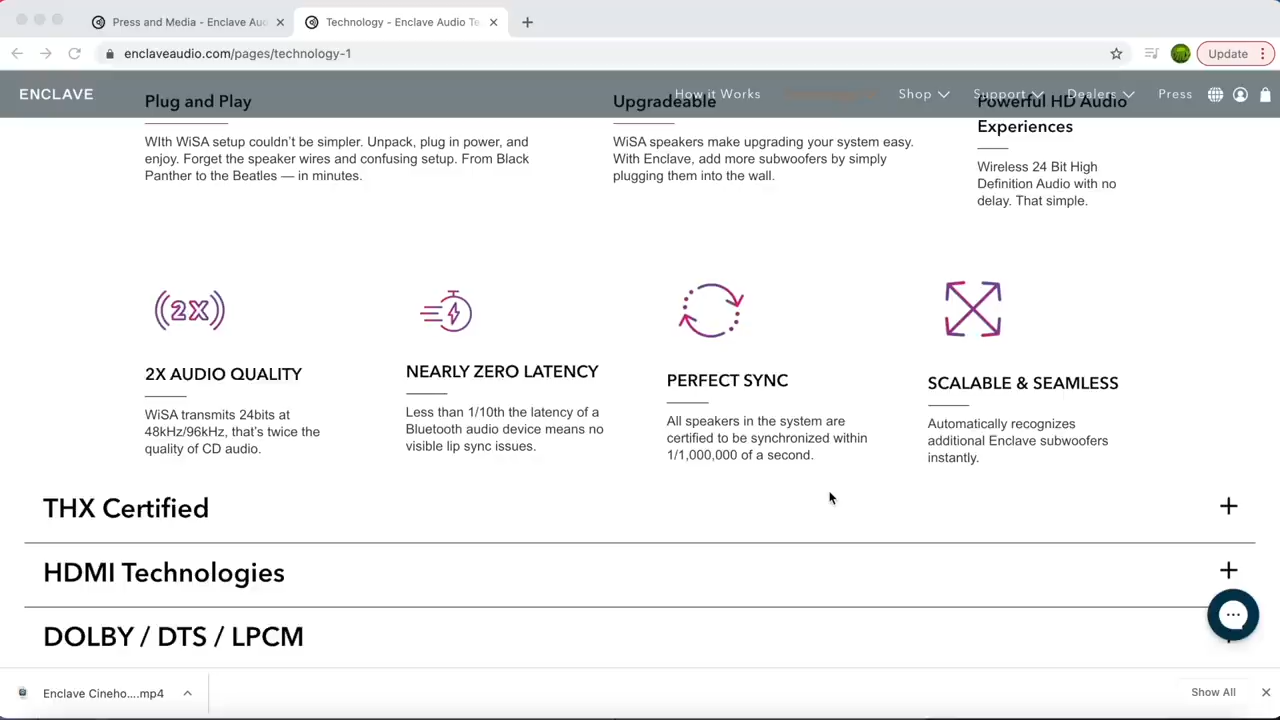 Press and Media - Enclave Aud
Technology - Enclave Audio Te
enclaveaudio.com/pages/technology-1
Update
ENCLAVE
How it Works
Shop
Support
Dealers
Press
Plug and Play
WIth WiSA setup couldn't be simpler. Unpack, plug in power, and
enjoy. Forget the speaker wires and confusing setup. From Black
Panther to the Beatles — in minutes.
Upgradeable
WiSA speakers make upgrading your system easy.
With Enclave, add more subwoofers by simply
plugging them into the wall.
Powerful HD Audio
Experiences
Wireless 24 Bit High
Definition Audio with no
delay. That simple.
2X
2X AUDIO QUALITY
WiSA transmits 24bits at
48kHz/96kHz, that's twice the
quality of CD audio.
NEARLY ZERO LATENCY
Less than 1/10th the latency of a
Bluetooth audio device means no
visible lip sync issues.
PERFECT SYNC
All speakers in the system are
certified to be synchronized within
1/1,000,000 of a second.
SCALABLE & SEAMLESS
Automatically recognizes
additional Enclave subwoofers
instantly.
THX Certified
HDMI Technologies
DOLBY / DTS / LPCM
Enclave Cineho....mp4
Show All